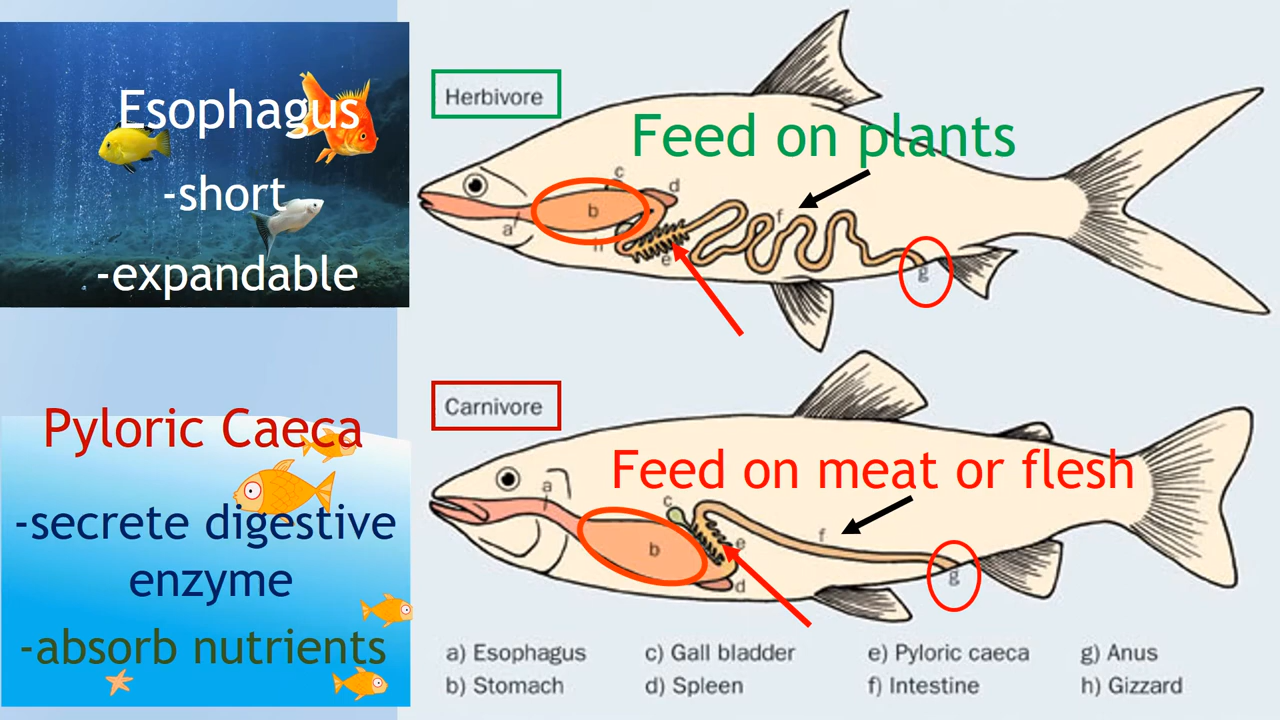 Esophagus
-short
-expandable
Pyloric Caeca
-secrete digestive
enzyme
-absorb nutrients
Herbivore
Feed on plants
c
d
b
f
a
h
e
g
Carnivore
Feed on meat or flesh
a
c
f
e
b
d
g
a) Esophagus c) Gall bladder e) Pyloric caeca g) Anus
b) Stomach d) Spleen f) Intestine h) Gizzard